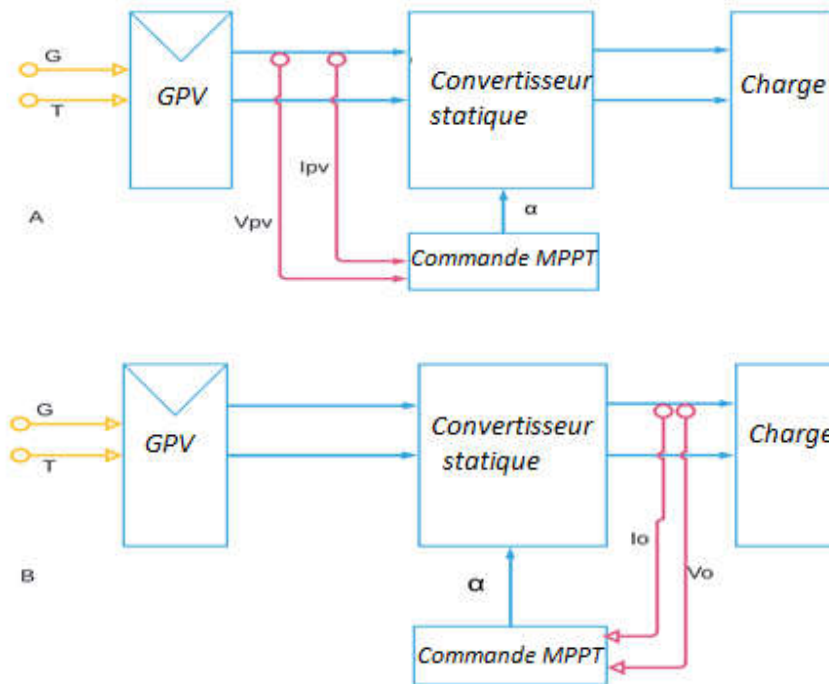 G
T
GPV
Convertisseur
statique
Charge
Ipv
Vpv
α
A
Commande MPPT
G
T
GPV
Convertisseur
statique
Charge
Io
Vo
α
B
Commande MPPT